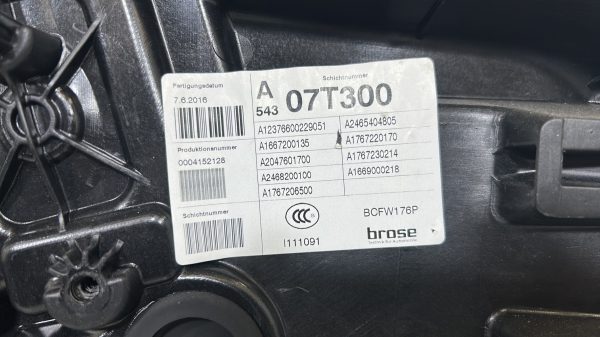 Fertigungsdatum
7.6.2016
Produktionsnummer
0004152128
Schichtnummer
A
543
Schichtnummer
07T300
A12376600229051
A1667200135
A2047601700
A2468200100
A1767206500
A2465404805
A1767220170
A1767230214
A1669000218
CCC
I111091
BCFW176P
brose